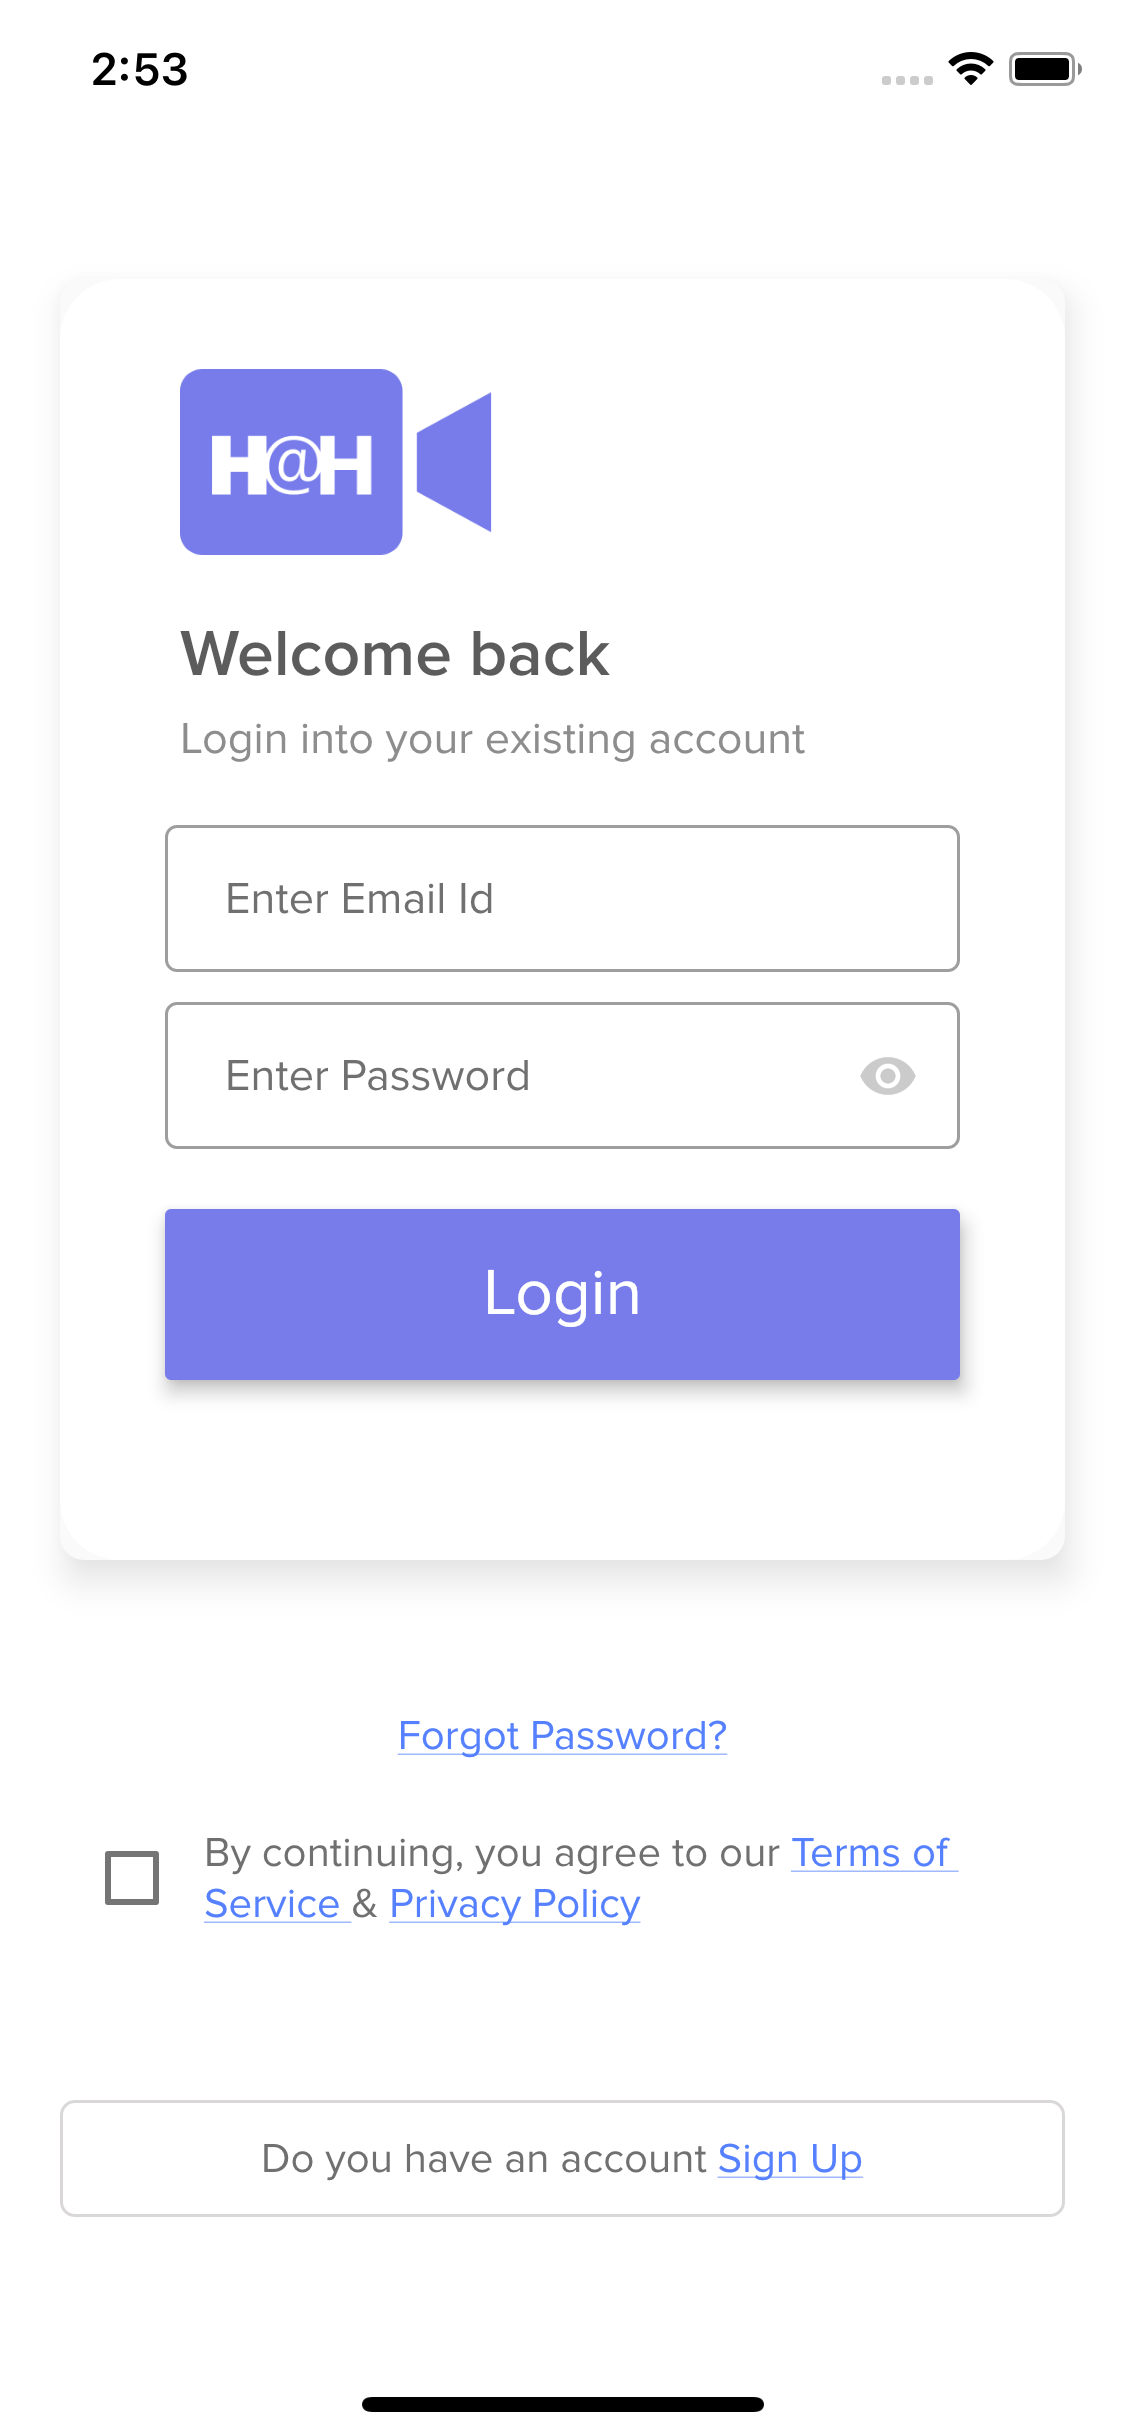 2:53
H@H
Welcome back
Login into your existing account
Enter Email Id
Enter Password
Login
Forgot Password?
By continuing, you agree to our Terms of
Service & Privacy Policy
Do you have an account Sign Up